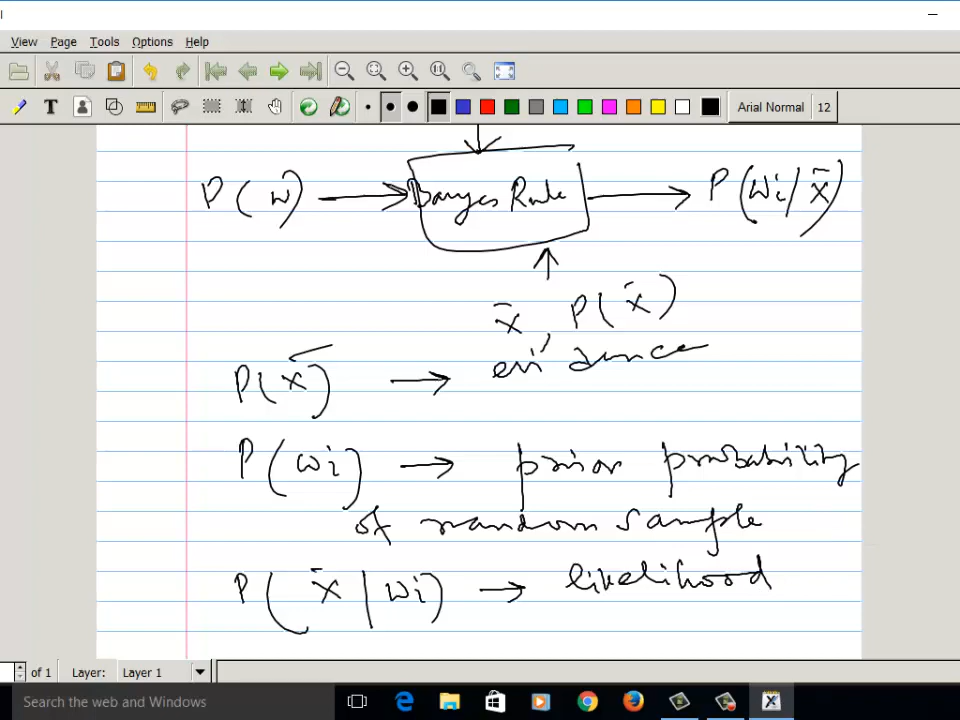 View Page Tools Options Help
T Arial Normal 12
P(w) → Bayes Rule → P(wi/x̄)
x̄, P(x̄)
P(x̄) → evidance
P(wi) → prior probability
of random sample
P(x̄|wi) → likelihood
of 1 Layer: Layer 1
Search the web and Windows